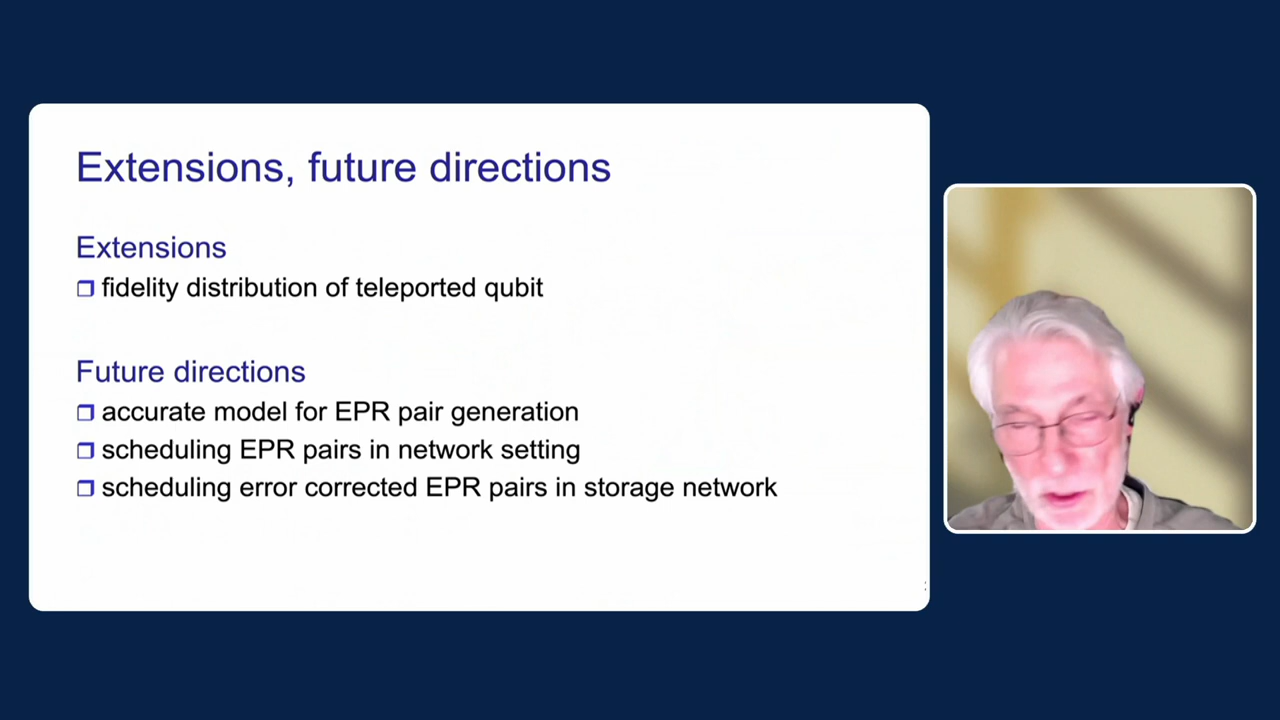 Extensions, future directions
Extensions
fidelity distribution of teleported qubit
Future directions
accurate model for EPR pair generation
scheduling EPR pairs in network setting
scheduling error corrected EPR pairs in storage network